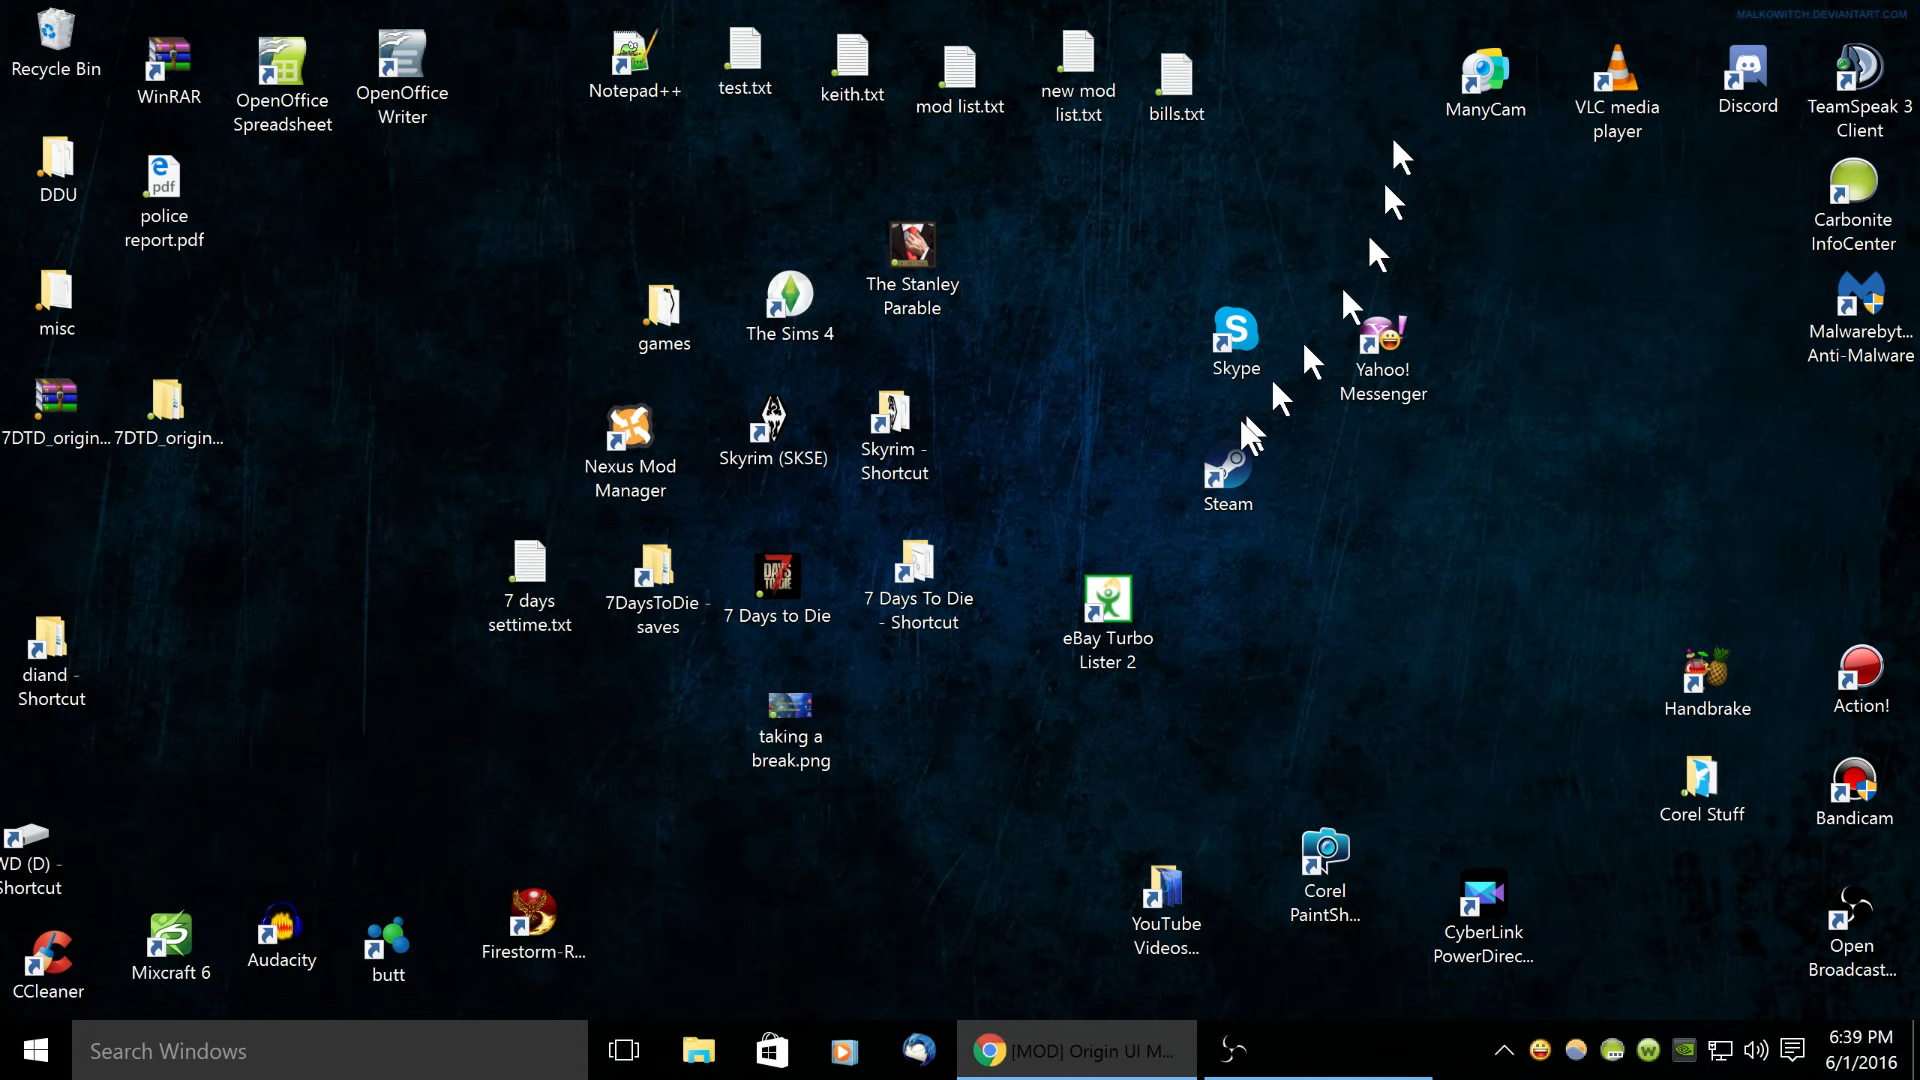 MALKOWITCH.DEVIANTART.COM
Recycle Bin
WinRAR
OpenOffice
Spreadsheet
OpenOffice
Writer
Notepad++
test.txt
keith.txt
mod list.txt
new mod
list.txt
bills.txt
ManyCam
VLC media
player
Discord
TeamSpeak 3
Client
DDU
pdf
police
report.pdf
Carbonite
InfoCenter
misc
games
The Sims 4
The Stanley
Parable
Skype
Yahoo!
Messenger
Malwarebyt...
Anti-Malware
7DTD_origin...
7DTD_origin...
Nexus Mod
Manager
Skyrim (SKSE)
Skyrim -
Shortcut
Steam
7 days
settime.txt
7DaysToDie -
saves
7
DAYS
TO DIE
7 Days to Die
7 Days To Die
- Shortcut
eBay Turbo
Lister 2
diand -
Shortcut
taking a
break.png
Handbrake
Action!
Corel Stuff
Bandicam
WD (D) -
Shortcut
CCleaner
Mixcraft 6
Audacity
butt
Firestorm-R...
YouTube
Videos...
Corel
PaintSh...
CyberLink
PowerDirec...
Open
Broadcast...
Search Windows
[MOD] Origin UI M...
6:39 PM
6/1/2016